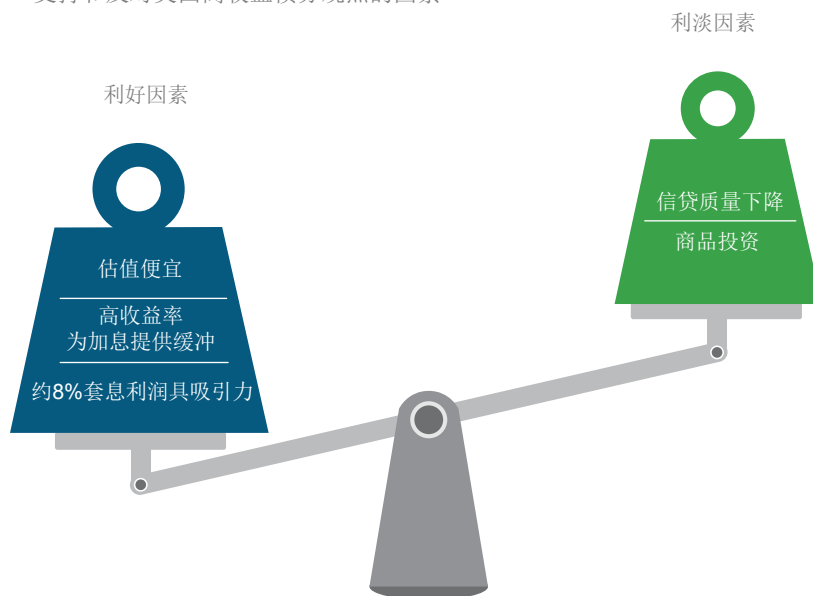 利淡因素
利好因素
信贷质量下降
商品投资
估值便宜
高收益率
为加息提供缓冲
约8%套息利润具吸引力